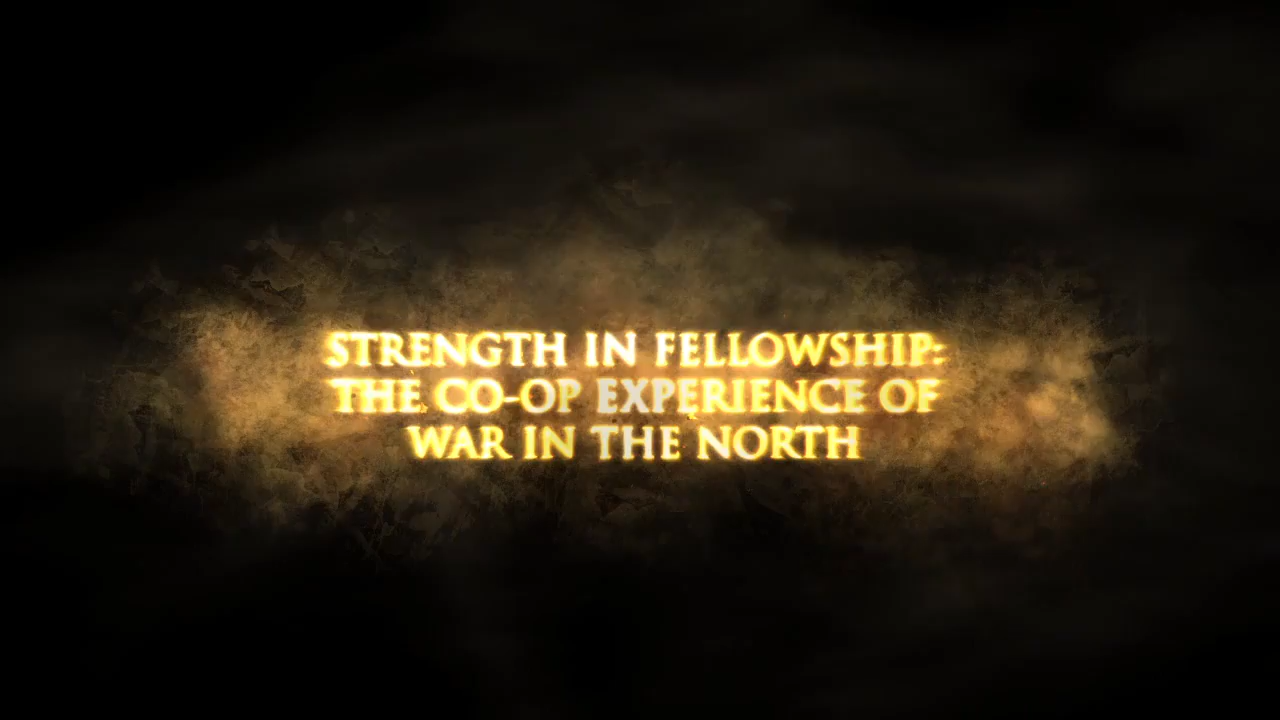 STRENGTH IN FELLOWSHIP:
THE CO-OP EXPERIENCE OF
WAR IN THE NORTH